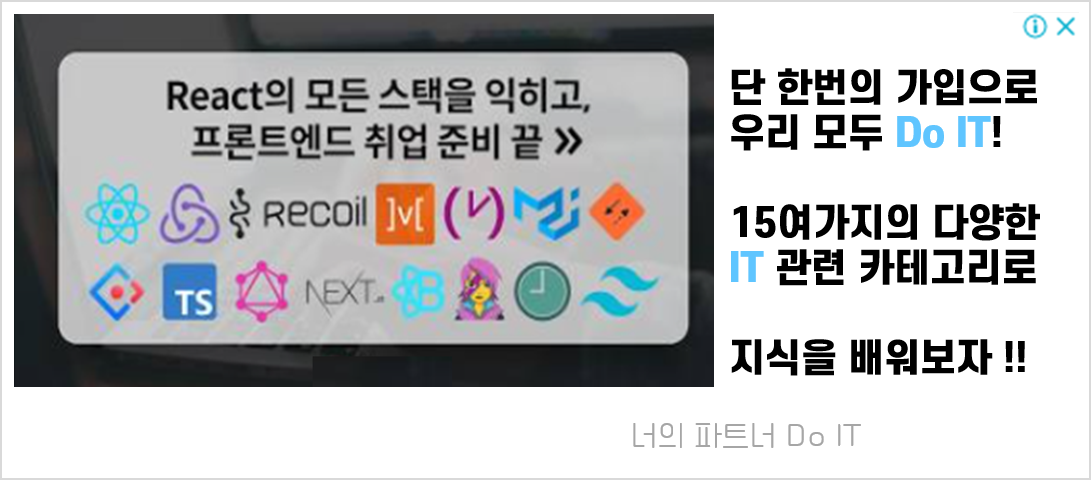 React의 모든 스택을 익히고,
프론트엔드 취업 준비 끝 »
RECOIL
]v[
TS
NEXT.JS
B
단 한번의 가입으로
우리 모두 Do IT!
15여가지의 다양한
IT 관련 카테고리로
지식을 배워보자 !!
너의 파트너 Do IT